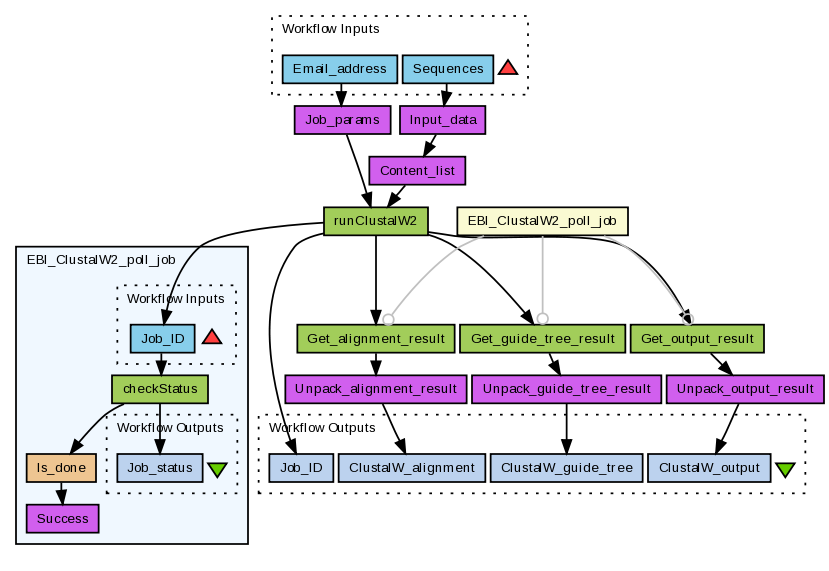 Workflow Inputs
Email_address
Sequences
Job_params
Input_data
Content_list
runClustalW2
EBI_ClustalW2_poll_job
EBI_ClustalW2_poll_job
Workflow Inputs
Job_ID
Get_alignment_result
Get_guide_tree_result
Get_output_result
checkStatus
Unpack_alignment_result
Unpack_guide_tree_result
Unpack_output_result
Workflow Outputs
Workflow Outputs
Is_done
Job_status
Job_ID
ClustalW_alignment
ClustalW_guide_tree
ClustalW_output
Success